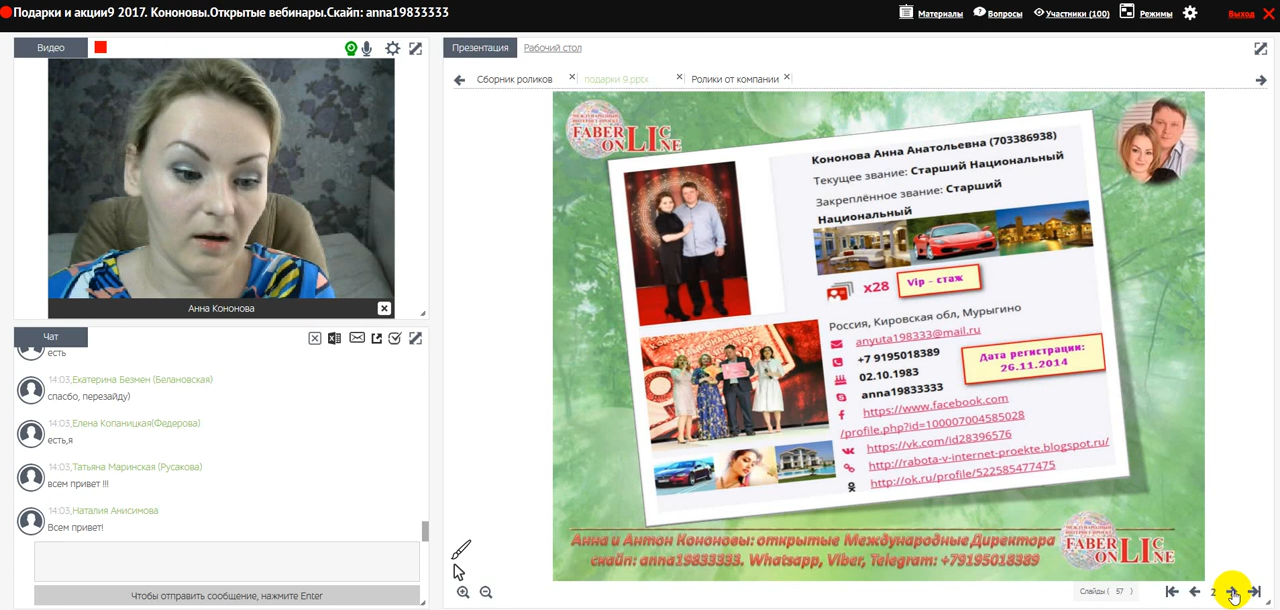 Подарки и акции9 2017. Кононовы.Открытые вебинары.Скайп: anna19833333
Материалы
Вопросы
Участники (100)
Режимы
Выход
Видео
Анна Кононова
Чат
есть
14:03,Екатерина Безмен (Белановская)
спасбо, перезайду)
14:03,Елена Копаницкая(Федерова)
есть,я
14:03,Татьяна Маринская (Русакова)
всем привет !!!
14:03,Наталия Анисимова
Всем привет!
Чтобы отправить сообщение, нажмите Enter
Презентация
Рабочий стол
Сборник роликов
подарки 9.pptx
Ролики от компании
МЕЖДУНАРОДНЫЙ
ИНТЕРНЕТ-ПРОЕКТ
FABERLIC
ONLINE
Кононова Анна Анатольевна (703386938)
Текущее звание: Старший Национальный
Закреплённое звание: Старший
Национальный
x28
Vip - стаж
Россия, Кировская обл, Мурыгино
anyuta198333@mail.ru
+7 9195018389
02.10.1983
anna19833333
Дата регистрации:
26.11.2014
https://www.facebook.com
/profile.php?id=100007004585028
https://vk.com/id28396576
http://rabota-v-internet-proekte.blogspot.ru/
http://ok.ru/profile/522585477475
Анна и Антон Кононовы: открытые Международные Директора
скайп: anna19833333. Whatsapp, Viber, Telegram: +79195018389
МЕЖДУНАРОДНЫЙ
ИНТЕРНЕТ-ПРОЕКТ
FABERLIC
ONLINE
Слайды ( 57 )
2